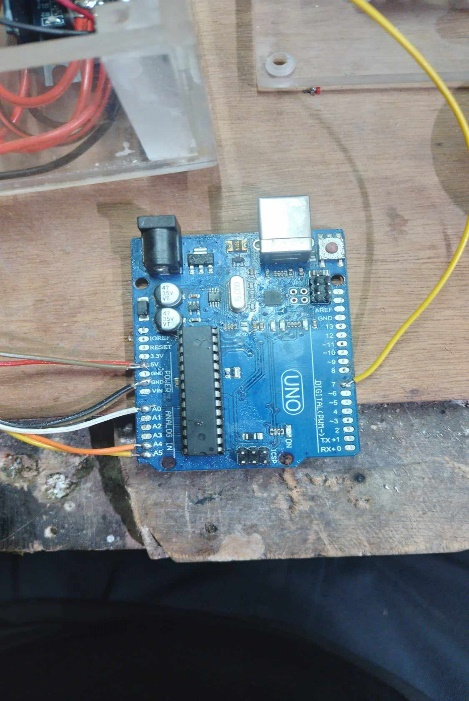 IOREF
RESET
3.3V
5V
GND
GND
VIN
POWER
A0
A1
A2
A3
A4
A5
ANALOG IN
UNO
ON
ICSP
AREF
GND
13
12
~11
~10
~9
8
7
~6
~5
4
~3
2
TX→1
RX←0
DIGITAL(PWM~)